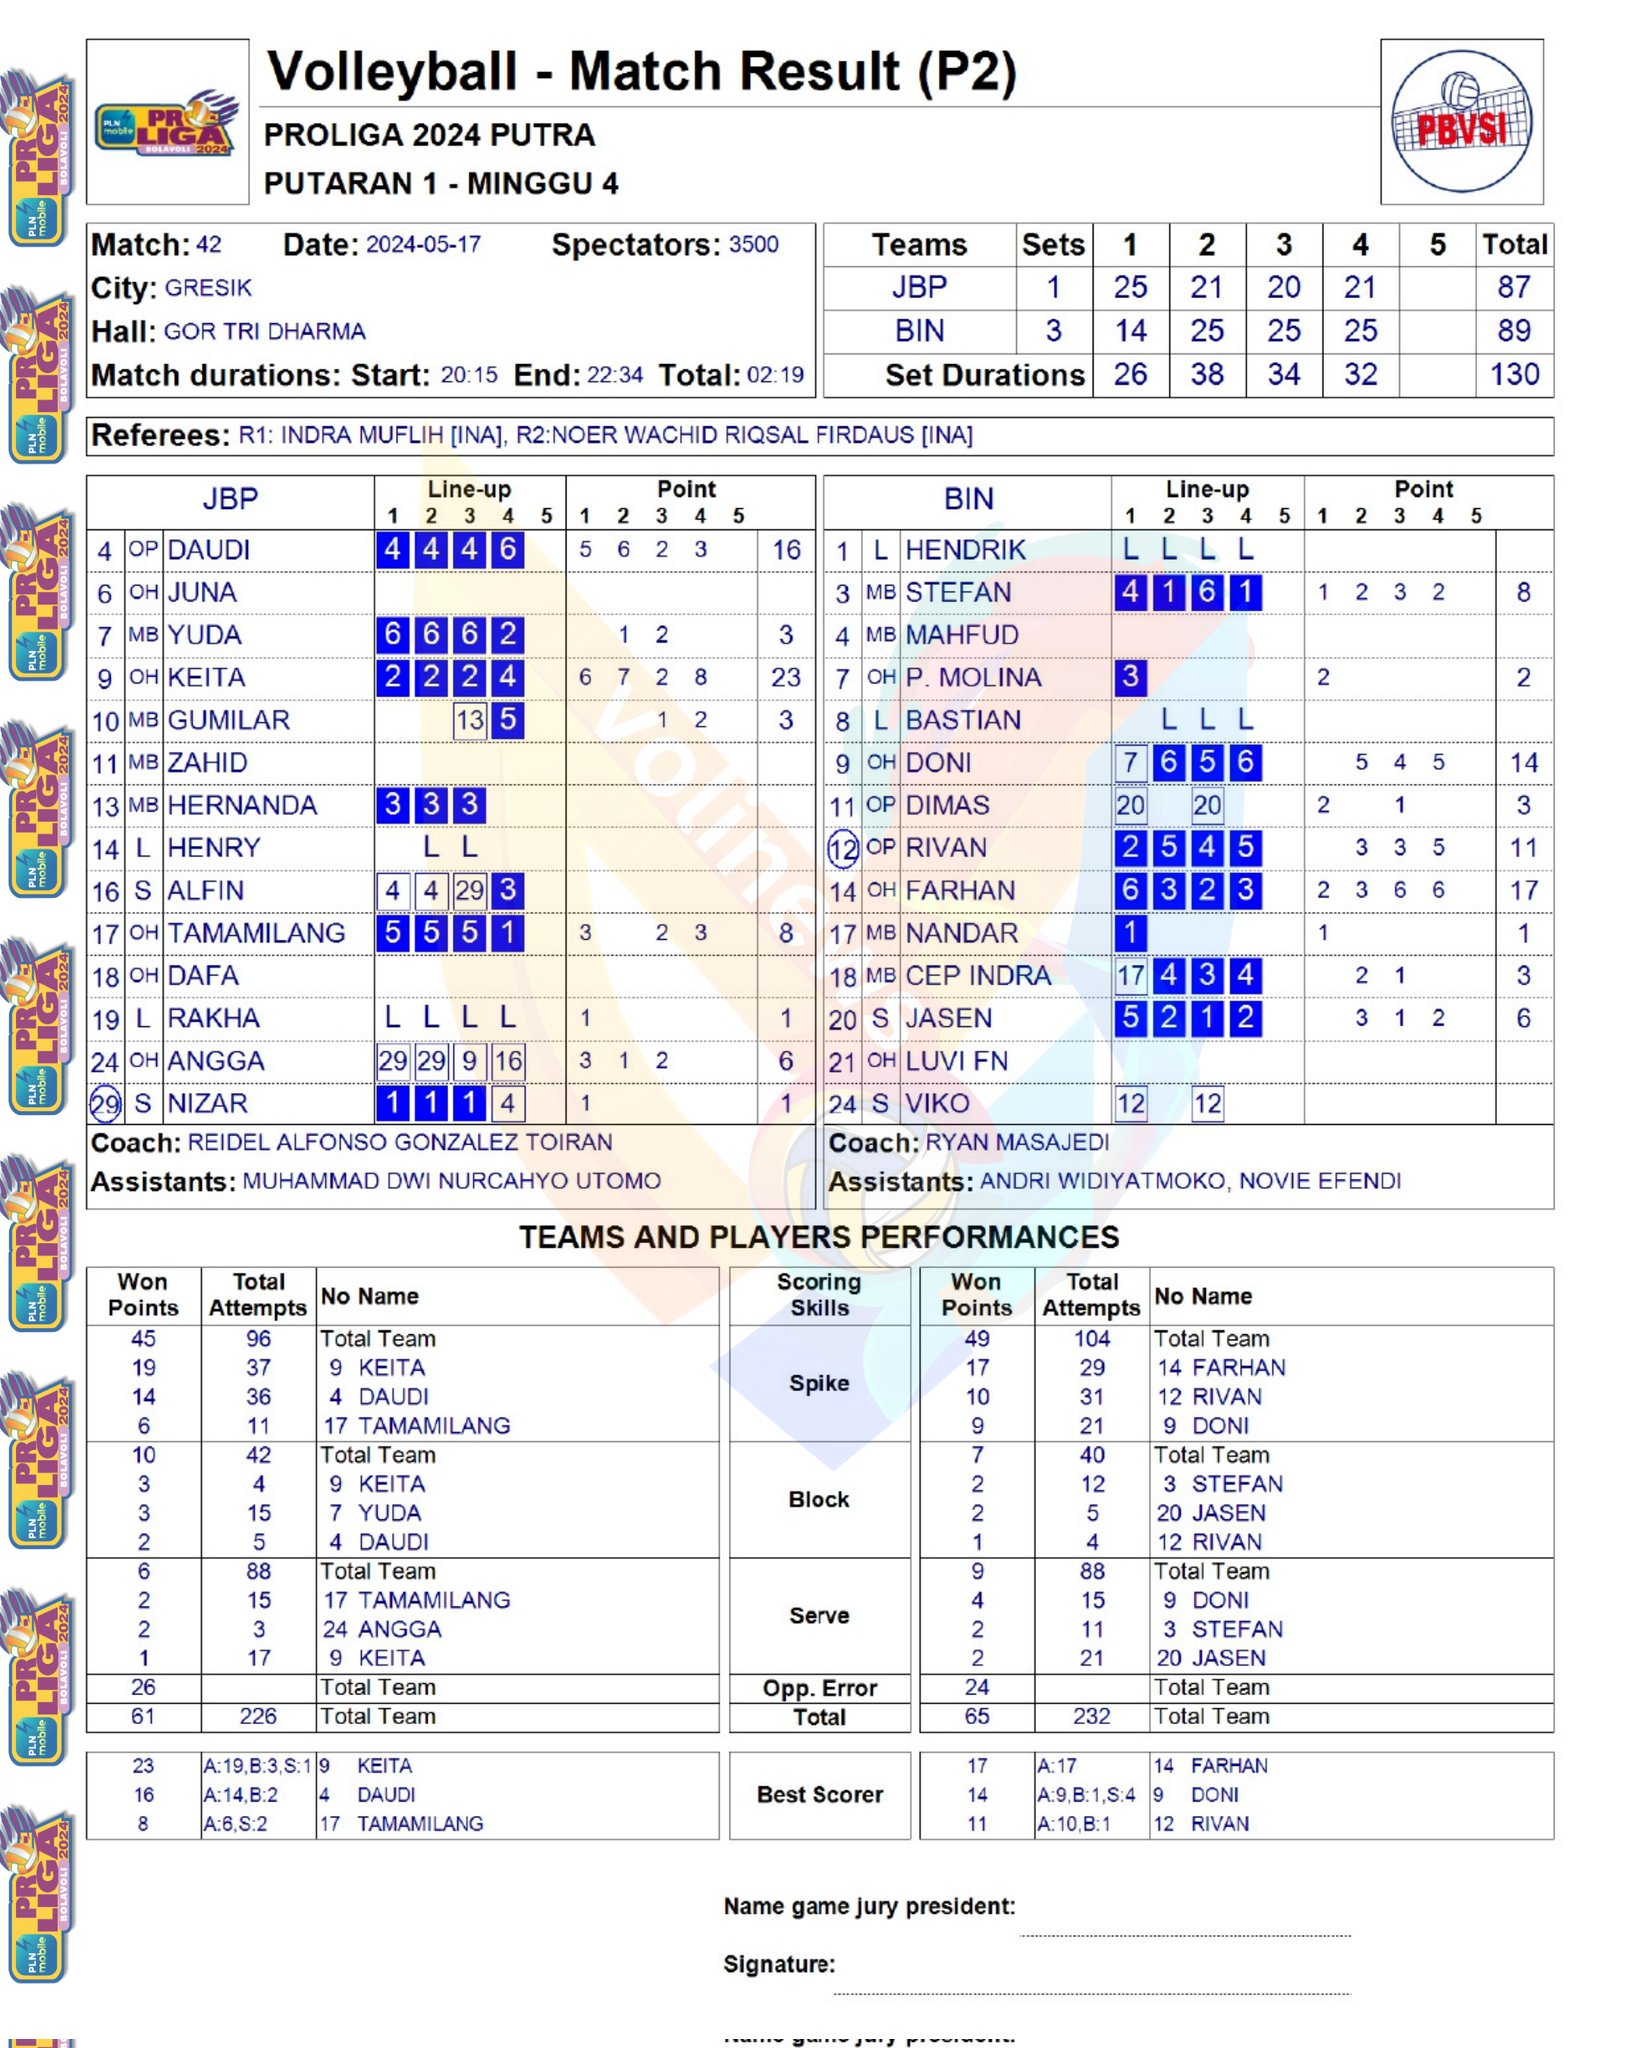 Volleyball - Match Result (P2)
PROLIGA 2024 PUTRA
PUTARAN 1 - MINGGU 4
PLN mobile PROLIGA BOLAVOLI 2024
PBVSI
Match: 42 Date: 2024-05-17 Spectators: 3500
City: GRESIK
Hall: GOR TRI DHARMA
Match durations: Start: 20:15 End: 22:34 Total: 02:19
Teams Sets 1 2 3 4 5 Total
JBP 1 25 21 20 21 87
BIN 3 14 25 25 25 89
Set Durations 26 38 34 32 130
Referees: R1: INDRA MUFLIH [INA], R2:NOER WACHID RIQSAL FIRDAUS [INA]
JBP Line-up Point
1 2 3 4 5 1 2 3 4 5
4 OP DAUDI 4 4 4 6 5 6 2 3 16
6 OH JUNA
7 MB YUDA 6 6 6 2 1 2 3
9 OH KEITA 2 2 2 4 6 7 2 8 23
10 MB GUMILAR 13 5 1 2 3
11 MB ZAHID
13 MB HERNANDA 3 3 3
14 L HENRY L L
16 S ALFIN 4 4 29 3
17 OH TAMAMILANG 5 5 5 1 3 2 3 8
18 OH DAFA
19 L RAKHA L L L L 1 1
24 OH ANGGA 29 29 9 16 3 1 2 6
29 S NIZAR 1 1 1 4 1 1
Coach: REIDEL ALFONSO GONZALEZ TOIRAN
Assistants: MUHAMMAD DWI NURCAHYO UTOMO
BIN Line-up Point
1 2 3 4 5 1 2 3 4 5
1 L HENDRIK L L L L
3 MB STEFAN 4 1 6 1 1 2 3 2 8
4 MB MAHFUD
7 OH P. MOLINA 3 2 2
8 L BASTIAN L L L
9 OH DONI 7 6 5 6 5 4 5 14
11 OP DIMAS 20 20 2 1 3
12 OP RIVAN 2 5 4 5 3 3 5 11
14 OH FARHAN 6 3 2 3 2 3 6 6 17
17 MB NANDAR 1 1 1
18 MB CEP INDRA 17 4 3 4 2 1 3
20 S JASEN 5 2 1 2 3 1 2 6
21 OH LUVI FN
24 S VIKO 12 12
Coach: RYAN MASAJEDI
Assistants: ANDRI WIDIYATMOKO, NOVIE EFENDI
volinews
TEAMS AND PLAYERS PERFORMANCES
Won Points Total Attempts No Name Scoring Skills Won Points Total Attempts No Name
45 96 Total Team Spike 49 104 Total Team
19 37 9 KEITA 17 29 14 FARHAN
14 36 4 DAUDI 10 31 12 RIVAN
6 11 17 TAMAMILANG 9 21 9 DONI
10 42 Total Team Block 7 40 Total Team
3 4 9 KEITA 2 12 3 STEFAN
3 15 7 YUDA 2 5 20 JASEN
2 5 4 DAUDI 1 4 12 RIVAN
6 88 Total Team Serve 9 88 Total Team
2 15 17 TAMAMILANG 4 15 9 DONI
2 3 24 ANGGA 2 11 3 STEFAN
1 17 9 KEITA 2 21 20 JASEN
26 Total Team Opp. Error 24 Total Team
61 226 Total Team Total 65 232 Total Team
23 A:19,B:3,S:1 9 KEITA Best Scorer 17 A:17 14 FARHAN
16 A:14,B:2 4 DAUDI 14 A:9,B:1,S:4 9 DONI
8 A:6,S:2 17 TAMAMILANG 11 A:10,B:1 12 RIVAN
Name game jury president:
Signature:
Name game jury president: